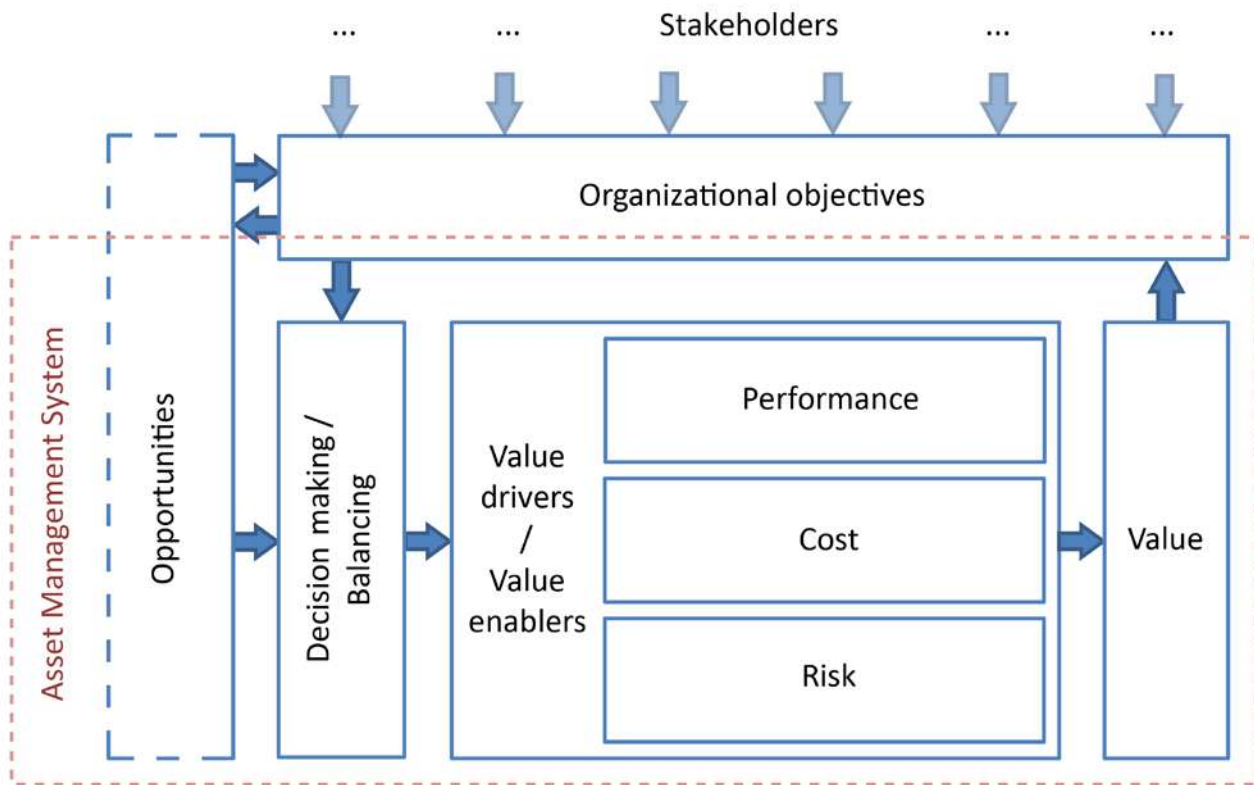 ... ... Stakeholders ... ...
Organizational objectives
Asset Management System
Opportunities
Decision making /
Balancing
Value
drivers
/
Value
enablers
Performance
Cost
Risk
Value